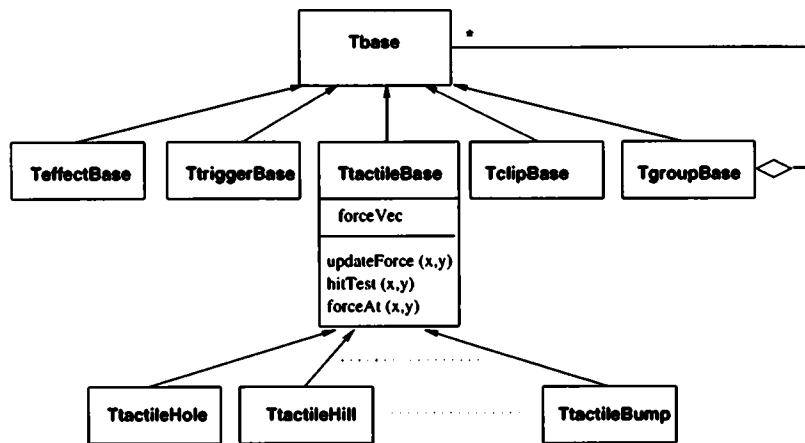 Tbase
*
TeffectBase
TtriggerBase
TtactileBase
TclipBase
TgroupBase
forceVec
updateForce (x,y)
hitTest (x,y)
forceAt (x,y)
TtactileHole
TtactileHill
TtactileBump